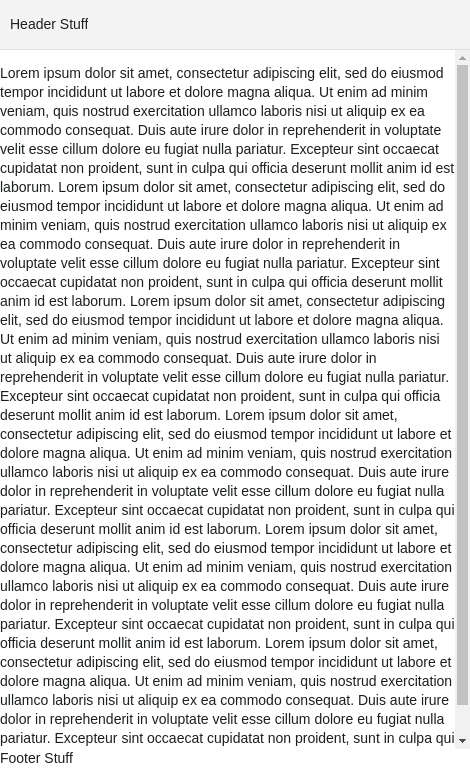 Header Stuff
Lorem ipsum dolor sit amet, consectetur adipiscing elit, sed do eiusmod
tempor incididunt ut labore et dolore magna aliqua. Ut enim ad minim
veniam, quis nostrud exercitation ullamco laboris nisi ut aliquip ex ea
commodo consequat. Duis aute irure dolor in reprehenderit in voluptate
velit esse cillum dolore eu fugiat nulla pariatur. Excepteur sint occaecat
cupidatat non proident, sunt in culpa qui officia deserunt mollit anim id est
laborum. Lorem ipsum dolor sit amet, consectetur adipiscing elit, sed do
eiusmod tempor incididunt ut labore et dolore magna aliqua. Ut enim ad
minim veniam, quis nostrud exercitation ullamco laboris nisi ut aliquip ex
ea commodo consequat. Duis aute irure dolor in reprehenderit in
voluptate velit esse cillum dolore eu fugiat nulla pariatur. Excepteur sint
occaecat cupidatat non proident, sunt in culpa qui officia deserunt mollit
anim id est laborum. Lorem ipsum dolor sit amet, consectetur adipiscing
elit, sed do eiusmod tempor incididunt ut labore et dolore magna aliqua.
Ut enim ad minim veniam, quis nostrud exercitation ullamco laboris nisi
ut aliquip ex ea commodo consequat. Duis aute irure dolor in
reprehenderit in voluptate velit esse cillum dolore eu fugiat nulla pariatur.
Excepteur sint occaecat cupidatat non proident, sunt in culpa qui officia
deserunt mollit anim id est laborum. Lorem ipsum dolor sit amet,
consectetur adipiscing elit, sed do eiusmod tempor incididunt ut labore et
dolore magna aliqua. Ut enim ad minim veniam, quis nostrud exercitation
ullamco laboris nisi ut aliquip ex ea commodo consequat. Duis aute irure
dolor in reprehenderit in voluptate velit esse cillum dolore eu fugiat nulla
pariatur. Excepteur sint occaecat cupidatat non proident, sunt in culpa qui
officia deserunt mollit anim id est laborum. Lorem ipsum dolor sit amet,
consectetur adipiscing elit, sed do eiusmod tempor incididunt ut labore et
dolore magna aliqua. Ut enim ad minim veniam, quis nostrud exercitation
ullamco laboris nisi ut aliquip ex ea commodo consequat. Duis aute irure
dolor in reprehenderit in voluptate velit esse cillum dolore eu fugiat nulla
pariatur. Excepteur sint occaecat cupidatat non proident, sunt in culpa qui
officia deserunt mollit anim id est laborum. Lorem ipsum dolor sit amet,
consectetur adipiscing elit, sed do eiusmod tempor incididunt ut labore et
dolore magna aliqua. Ut enim ad minim veniam, quis nostrud exercitation
ullamco laboris nisi ut aliquip ex ea commodo consequat. Duis aute irure
dolor in reprehenderit in voluptate velit esse cillum dolore eu fugiat nulla
pariatur. Excepteur sint occaecat cupidatat non proident, sunt in culpa qui
Footer Stuff